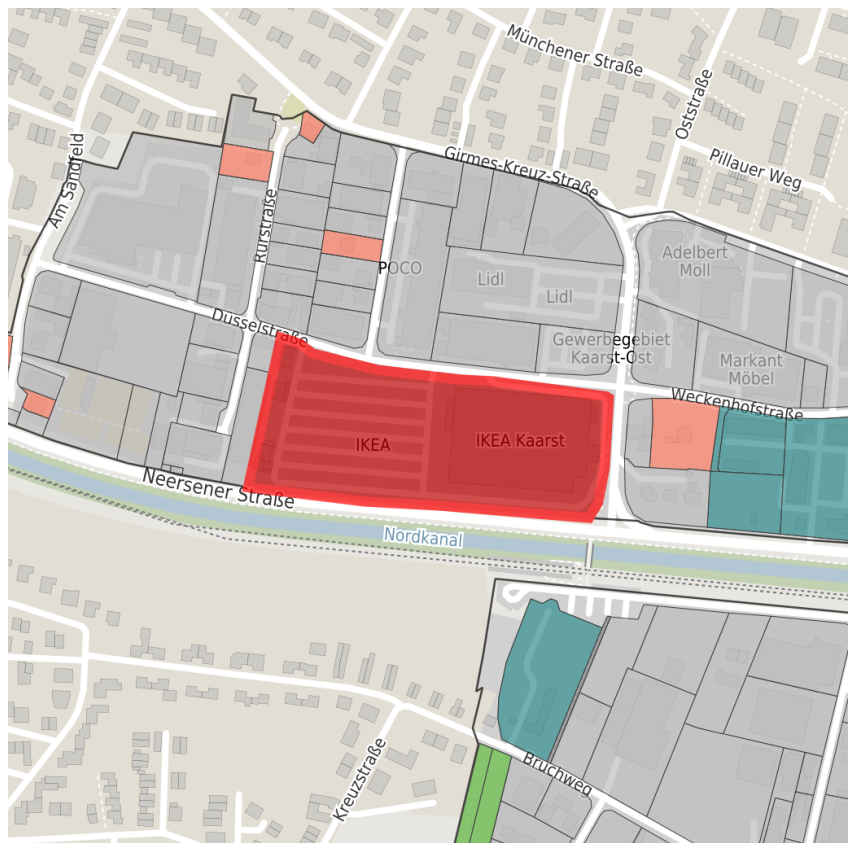 Münchener Straße
Oststraße
Am Sandfeld
Girmes-Kreuz-Straße
Pillauer Weg
Rurstraße
POCO
Lidl
Lidl
Adelbert
Moll
Düsselstraße
Gewerbegebiet
Kaarst-Ost
Markant
Möbel
Weckenhofstraße
IKEA
IKEA Kaarst
Neersener Straße
Nordkanal
Kreuzstraße
Bruchweg